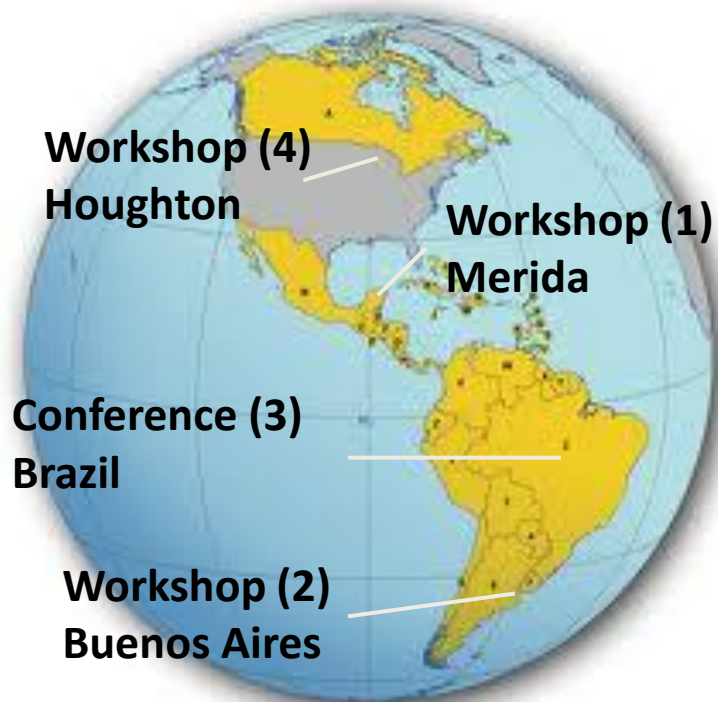 Workshop (4)
Houghton
Workshop (1)
Merida
Conference (3)
Brazil
Workshop (2)
Buenos Aires